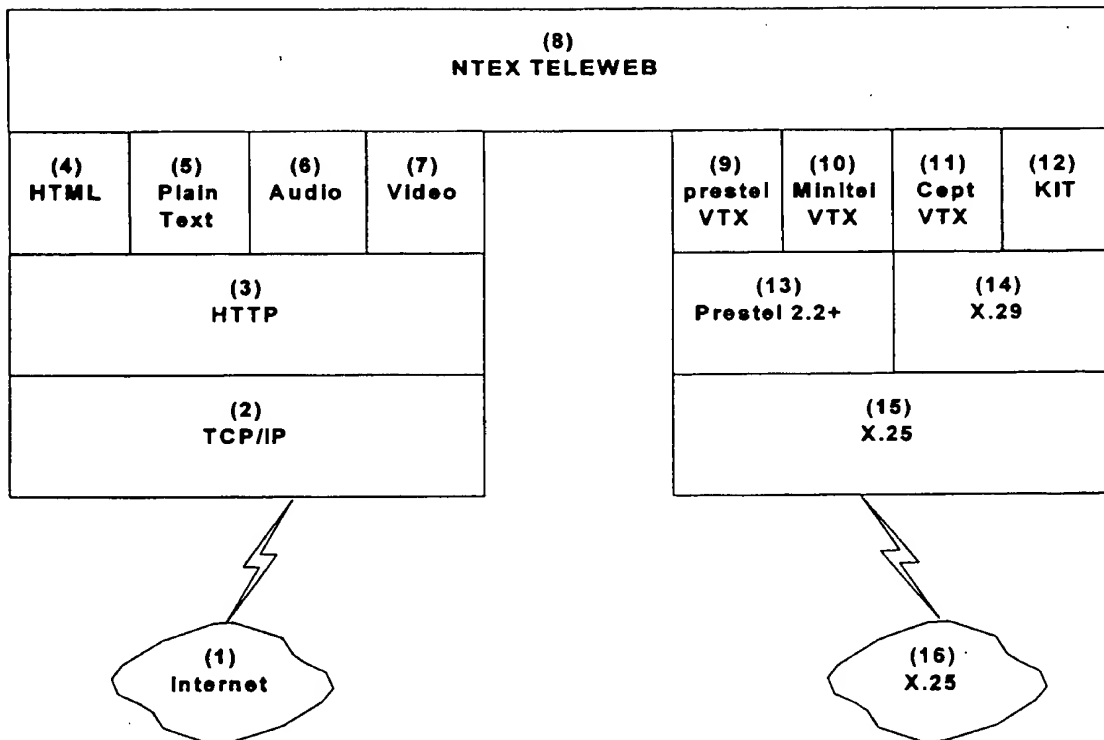 (8)
NTEX TELEWEB
(4)
HTML
(5)
Plain
Text
(6)
Audio
(7)
Video
(9)
prestel
VTX
(10)
Minitel
VTX
(11)
Cept
VTX
(12)
KIT
(3)
HTTP
(13)
Prestel 2.2+
(14)
X.29
(2)
TCP/IP
(15)
X.25
(1)
Internet
(16)
X.25